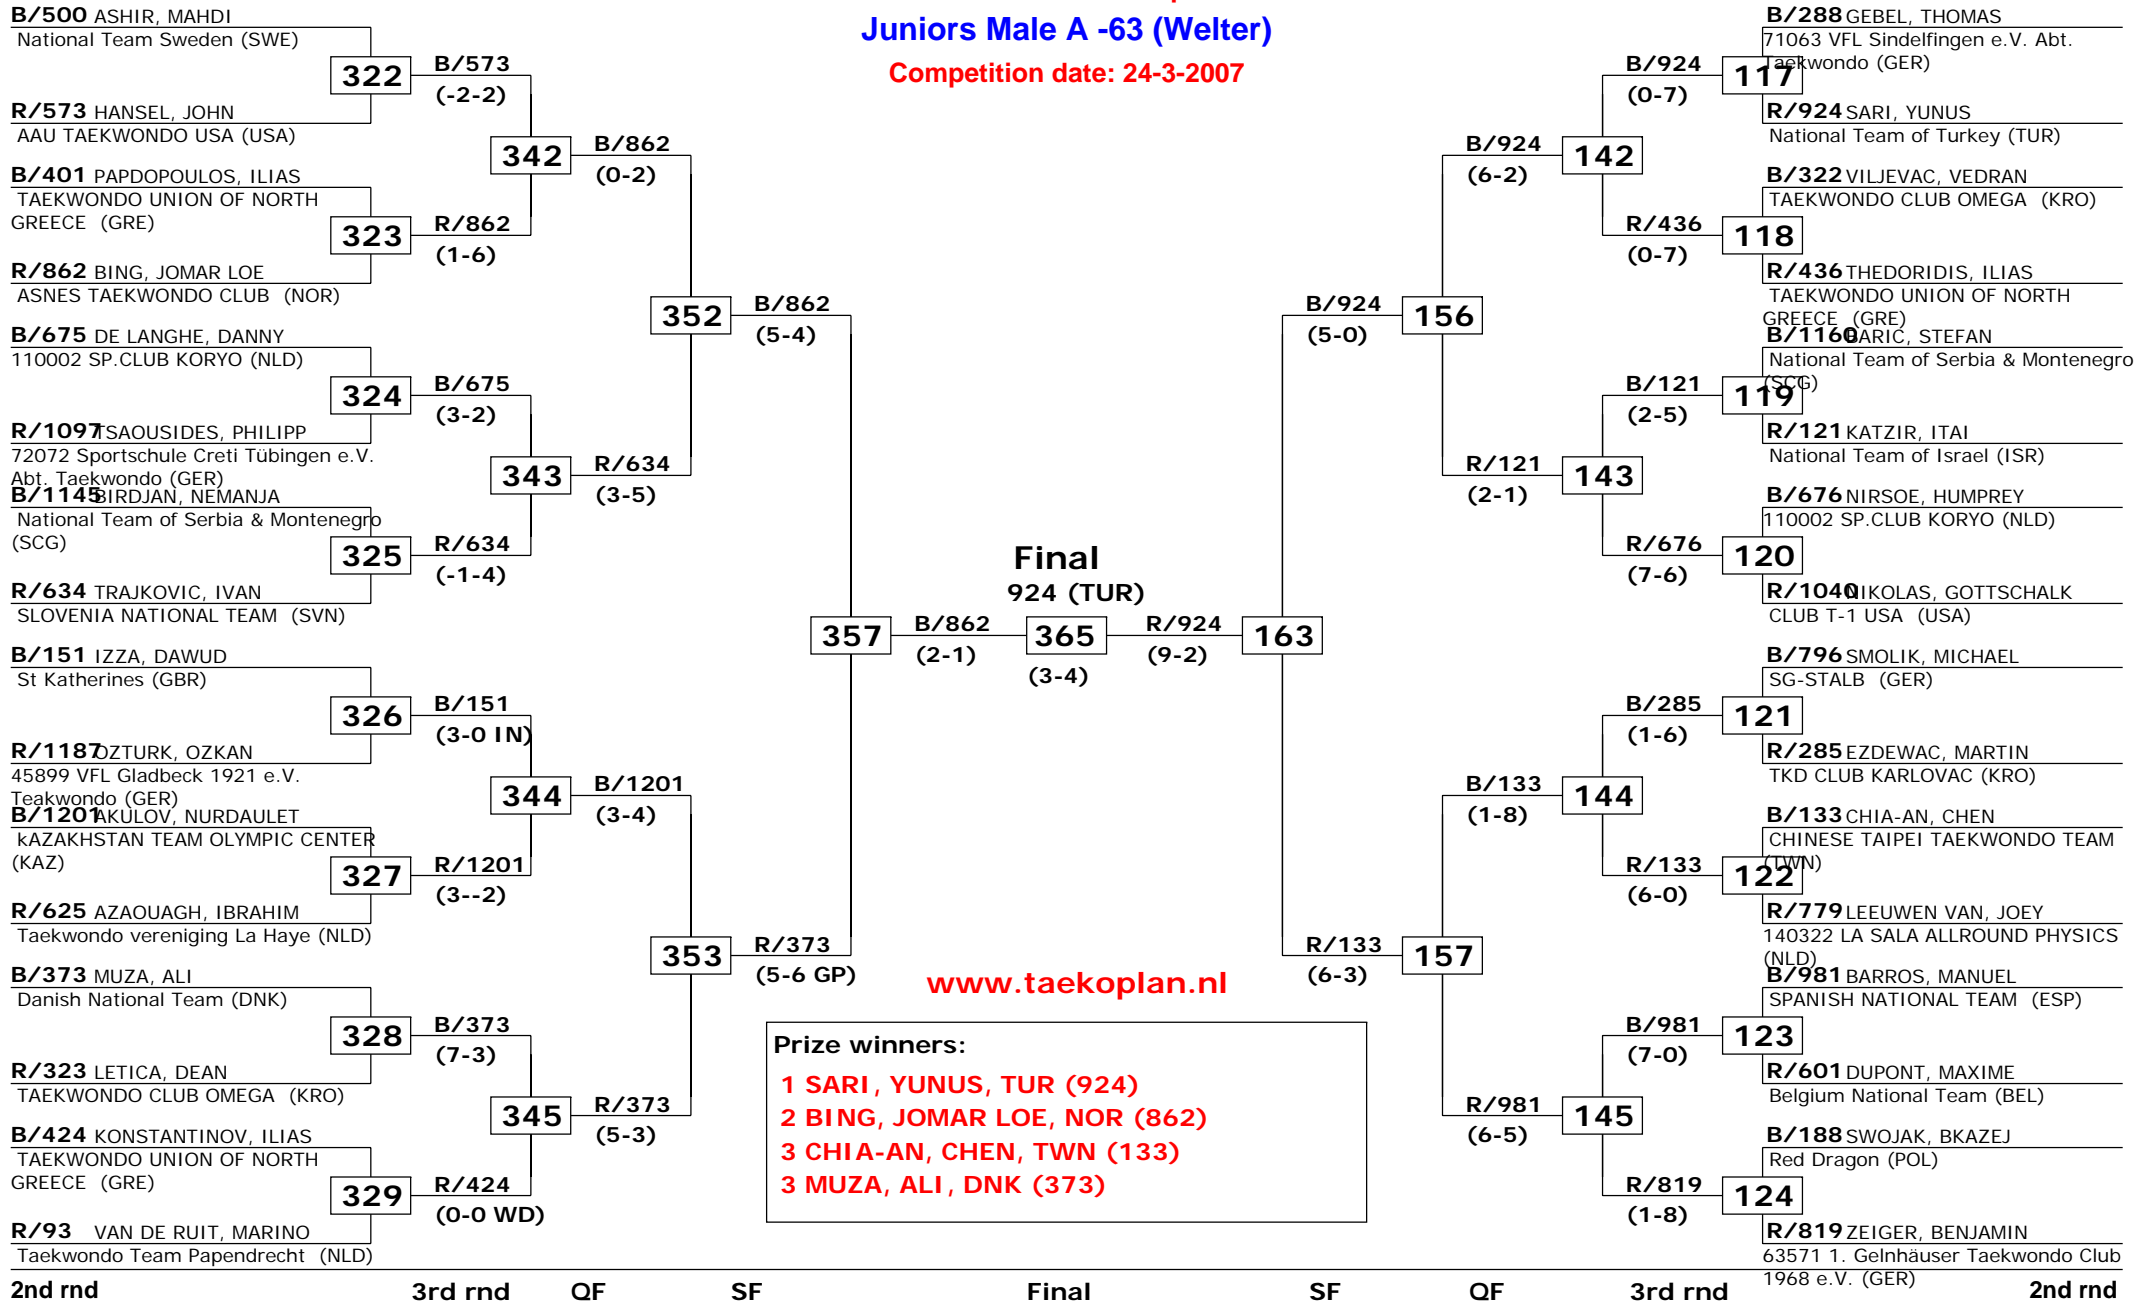 Juniors Male A -63 (Welter)
Competition date: 24-3-2007
B/500 ASHIR, MAHDI
National Team Sweden (SWE)
322
R/573 HANSEL, JOHN
AAU TAEKWONDO USA (USA)
B/401 PAPDOPOULOS, ILIAS
TAEKWONDO UNION OF NORTH
GREECE (GRE)
323
R/862 BING, JOMAR LOE
ASNES TAEKWONDO CLUB (NOR)
B/675 DE LANGHE, DANNY
110002 SP.CLUB KORYO (NLD)
324
R/1097 TSAOUSIDES, PHILIPP
72072 Sportschule Creti Tübingen e.V.
Abt. Taekwondo (GER)
B/1145 BIRDJAN, NEMANJA
National Team of Serbia & Montenegro
(SCG)
325
R/634 TRAJKOVIC, IVAN
SLOVENIA NATIONAL TEAM (SVN)
B/151 IZZA, DAWUD
St Katherines (GBR)
326
R/1187 OZTURK, OZKAN
45899 VFL Gladbeck 1921 e.V.
Teakwondo (GER)
B/1201 AKULOV, NURDAULET
kAZAKHSTAN TEAM OLYMPIC CENTER
(KAZ)
327
R/625 AZAOUAGH, IBRAHIM
Taekwondo vereniging La Haye (NLD)
B/373 MUZA, ALI
Danish National Team (DNK)
328
R/323 LETICA, DEAN
TAEKWONDO CLUB OMEGA (KRO)
B/424 KONSTANTINOV, ILIAS
TAEKWONDO UNION OF NORTH
GREECE (GRE)
329
R/93 VAN DE RUIT, MARINO
Taekwondo Team Papendrecht (NLD)
B/573
(-2-2)
342
R/862
(1-6)
B/675
(3-2)
343
R/634
(-1-4)
B/151
(3-0 IN)
344
R/1201
(3--2)
B/373
(7-3)
345
R/424
(0-0 WD)
B/862
(0-2)
352
R/634
(3-5)
B/1201
(3-4)
353
R/373
(5-3)
B/862
(5-4)
357
R/373
(5-6 GP)
Final
924 (TUR)
B/862
(2-1)
365
(3-4)
R/924
(9-2)
163
B/924
(5-0)
R/133
(6-3)
B/924
(6-2)
156
R/121
(2-1)
B/133
(1-8)
157
R/981
(6-5)
B/924
(0-7)
142
R/436
(0-7)
B/121
(2-5)
143
R/676
(7-6)
B/285
(1-6)
144
R/133
(6-0)
B/981
(7-0)
145
R/819
(1-8)
B/288 GEBEL, THOMAS
71063 VFL Sindelfingen e.V. Abt.
Taekwondo (GER)
117
R/924 SARI, YUNUS
National Team of Turkey (TUR)
B/322 VILJEVAC, VEDRAN
TAEKWONDO CLUB OMEGA (KRO)
118
R/436 THEDORIDIS, ILIAS
TAEKWONDO UNION OF NORTH
GREECE (GRE)
B/1160 BARIC, STEFAN
National Team of Serbia & Montenegro
(SCG)
119
R/121 KATZIR, ITAI
National Team of Israel (ISR)
B/676 NIRSOE, HUMPREY
110002 SP.CLUB KORYO (NLD)
120
R/1040 NIKOLAS, GOTTSCHALK
CLUB T-1 USA (USA)
B/796 SMOLIK, MICHAEL
SG-STALB (GER)
121
R/285 EZDEWAC, MARTIN
TKD CLUB KARLOVAC (KRO)
B/133 CHIA-AN, CHEN
CHINESE TAIPEI TAEKWONDO TEAM
(TWN)
122
R/779 LEEUWEN VAN, JOEY
140322 LA SALA ALLROUND PHYSICS
(NLD)
B/981 BARROS, MANUEL
SPANISH NATIONAL TEAM (ESP)
123
R/601 DUPONT, MAXIME
Belgium National Team (BEL)
B/188 SWOJAK, BKAZEJ
Red Dragon (POL)
124
R/819 ZEIGER, BENJAMIN
63571 1. Gelnhäuser Taekwondo Club
1968 e.V. (GER)
www.taekoplan.nl
Prize winners:
1 SARI, YUNUS, TUR (924)
2 BING, JOMAR LOE, NOR (862)
3 CHIA-AN, CHEN, TWN (133)
3 MUZA, ALI, DNK (373)
2nd rnd 3rd rnd QF SF Final SF QF 3rd rnd 2nd rnd